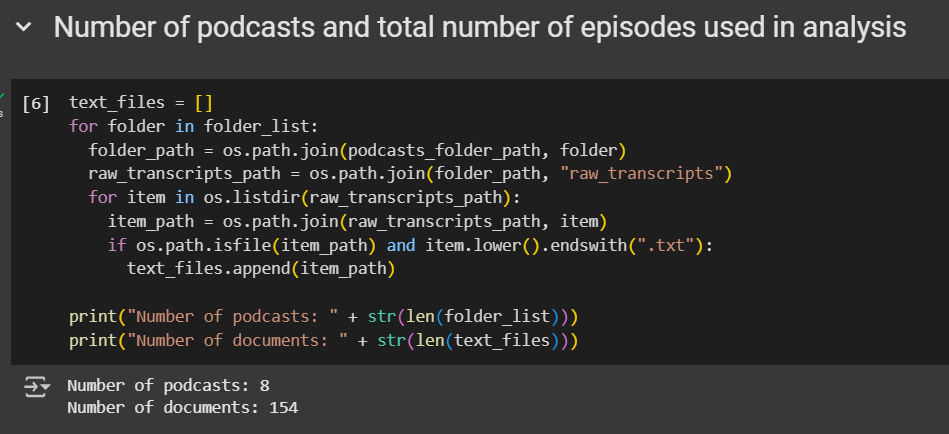 Number of podcasts and total number of episodes used in analysis
[6] text_files = []
for folder in folder_list:
  folder_path = os.path.join(podcasts_folder_path, folder)
  raw_transcripts_path = os.path.join(folder_path, "raw_transcripts")
  for item in os.listdir(raw_transcripts_path):
    item_path = os.path.join(raw_transcripts_path, item)
    if os.path.isfile(item_path) and item.lower().endswith(".txt"):
      text_files.append(item_path)
print("Number of podcasts: " + str(len(folder_list)))
print("Number of documents: " + str(len(text_files)))
Number of podcasts: 8
Number of documents: 154